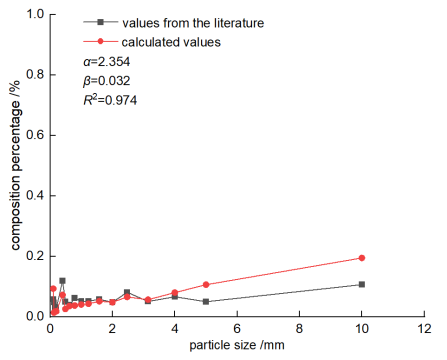 1.0
0.8
0.6
0.4
0.2
0.0
composition percentage /%
values from the literature
calculated values
α=2.354
β=0.032
R²=0.974
0 2 4 6 8 10 12
particle size /mm